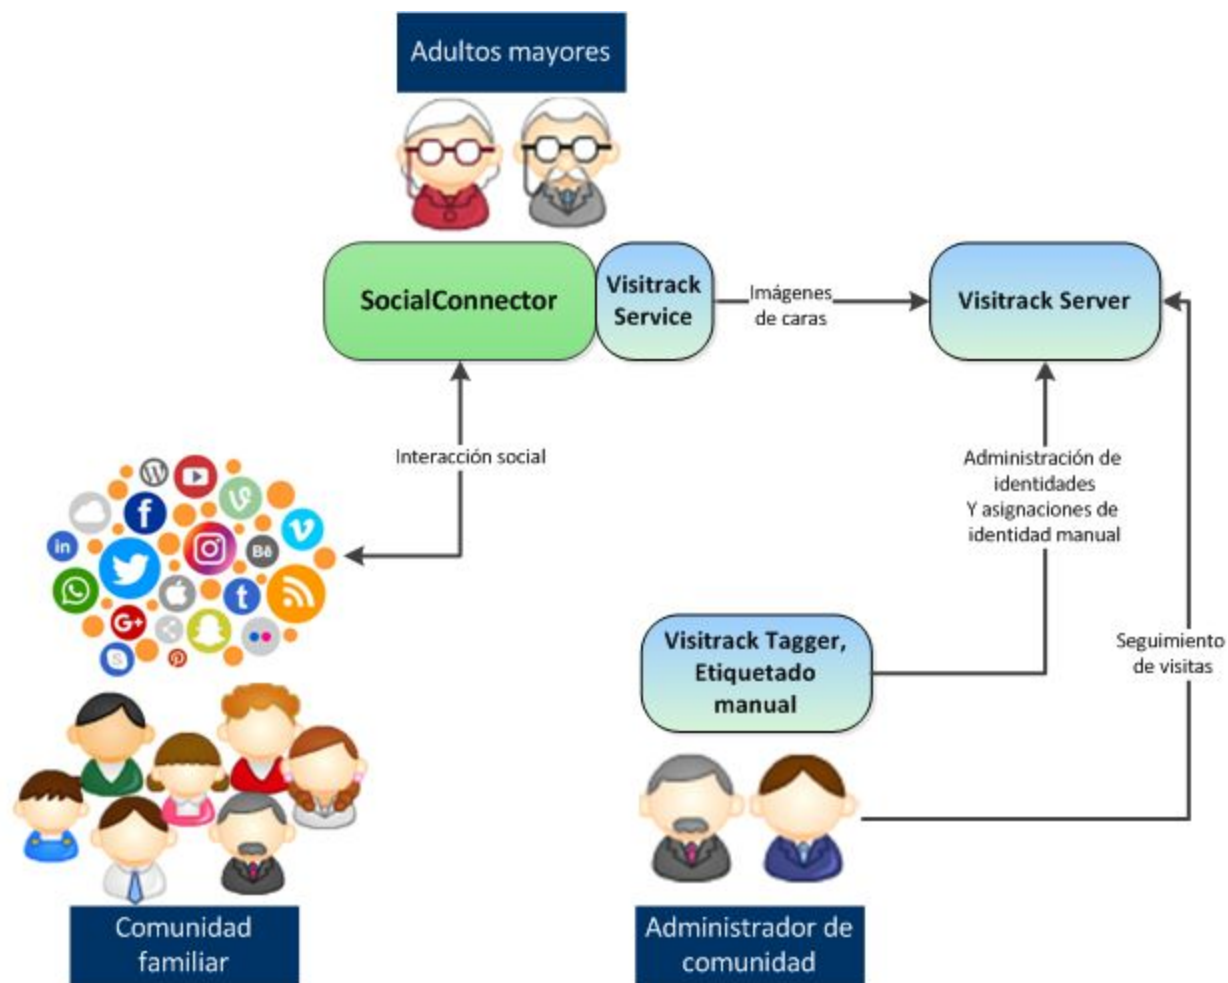 Adultos mayores
SocialConnector
Visitrack
Service
Imágenes
de caras
Visitrack Server
Interacción social
Administración de
identidades
Y asignaciones de
identidad manual
Visitrack Tagger,
Etiquetado
manual
Seguimiento
de visitas
Comunidad
familiar
Administrador de
comunidad